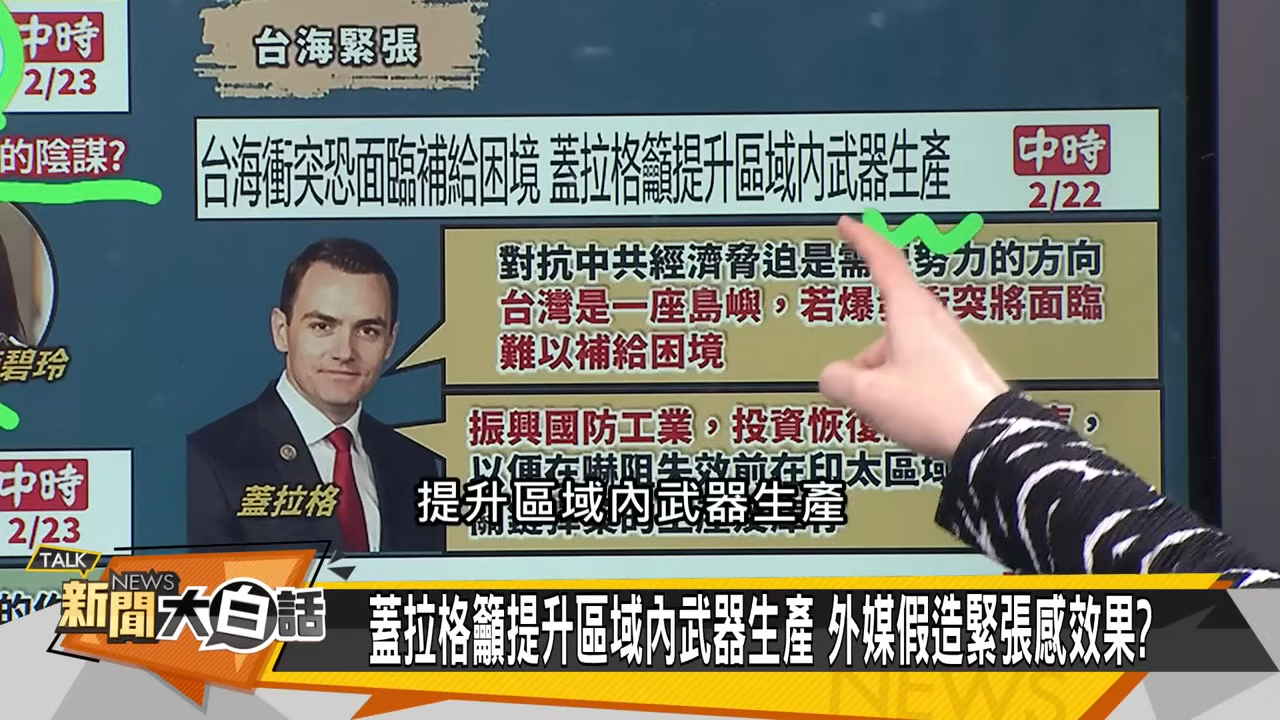 中時
2/23
台海緊張
的陰謀?
台海衝突恐面臨補給困境 蓋拉格籲提升區域內武器生產
中時
2/22
對抗中共經濟脅迫是需 努力的方向
台灣是一座島嶼，若爆 衝突將面臨
難以補給困境
碧玲
振興國防工業，投資恢復
以便在嚇阻失效前在印太區域
蓋拉格
提升區域內武器生產
中時
2/23
TALK
NEWS
新聞大白話
蓋拉格籲提升區域內武器生產 外媒假造緊張感效果?
NEWS